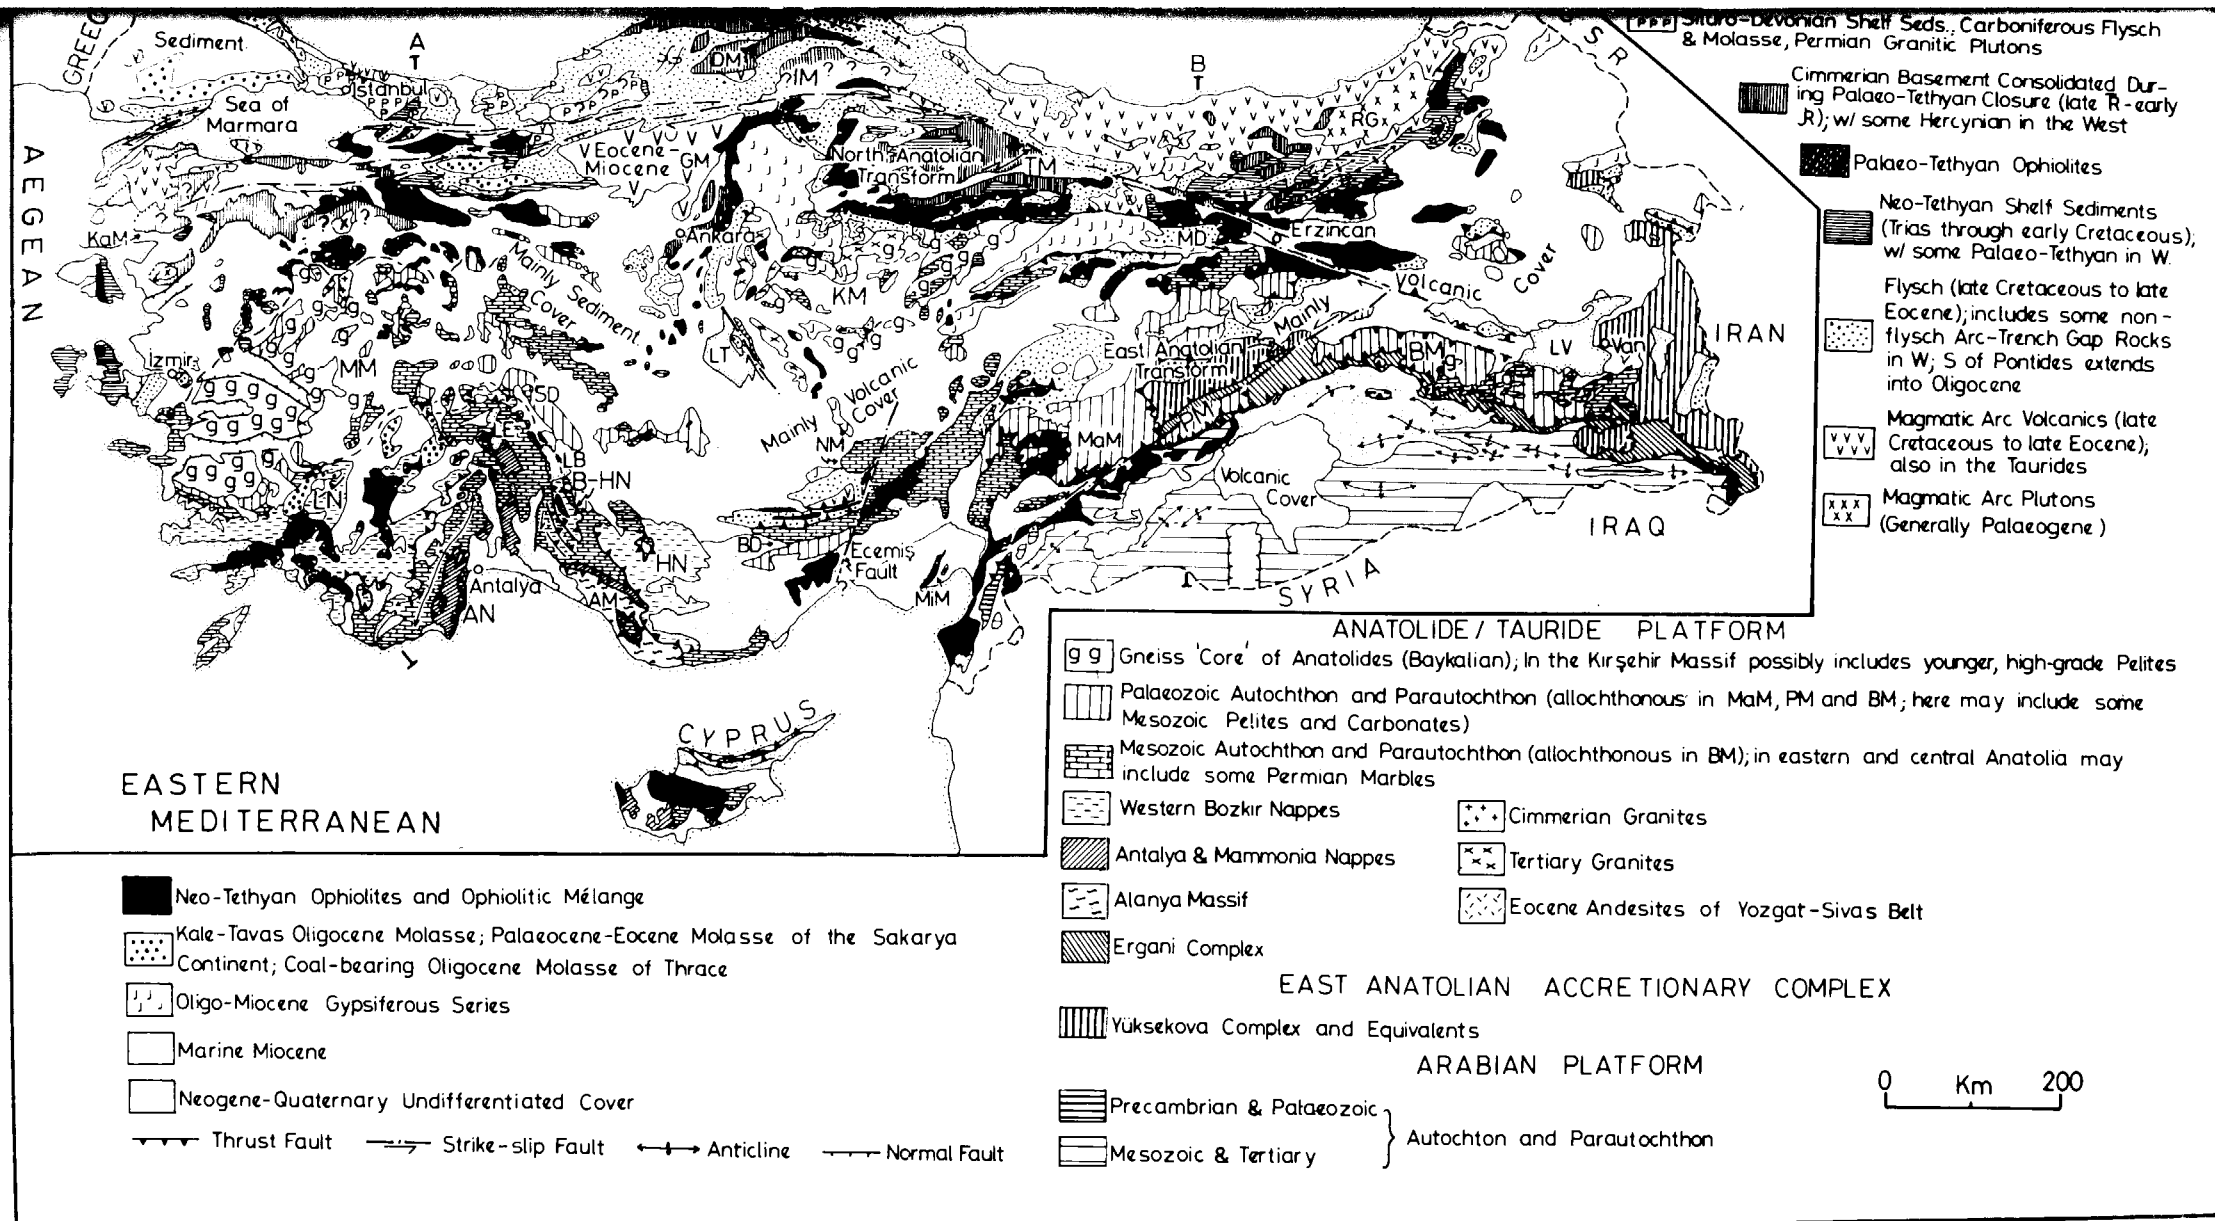 GREEC
Sediment
A
B
S R
DM
IM
Istanbul
Sea of
Marmara
RG
V Eocene-
Miocene
GM
North Anatolian
Transform
TM
AEGEAN
KaM
Ankara
MD
Erzincan
Mainly Sediment.
Cover
KM
Volcanic
Cover
Mainly
İzmir
MM
LT
East Anatolian
Transform
BM
LV
Van
IRAN
SD
Mainly Volcanic
Cover
NM
PM
MaM
LB
B-HN
LN
Volcanic
Cover
IRAQ
BD
Ecemiş
Fault
HN
Antalya
AN
AM
MiM
SYRIA
CYPRUS
EASTERN
MEDITERRANEAN
PPP Siluro-Devonian Shelf Seds., Carboniferous Flysch
& Molasse, Permian Granitic Plutons
Cimmerian Basement Consolidated Dur-
ing Palaeo-Tethyan Closure (late Ŧ-early
J); w/ some Hercynian in the West
Palaeo-Tethyan Ophiolites
Neo-Tethyan Shelf Sediments
(Trias through early Cretaceous);
w/ some Palaeo-Tethyan in W.
Flysch (late Cretaceous to late
Eocene); includes some non-
flysch Arc-Trench Gap Rocks
in W; S of Pontides extends
into Oligocene
Magmatic Arc Volcanics (late
Cretaceous to late Eocene);
also in the Taurides
Magmatic Arc Plutons
(Generally Palaeogene)
ANATOLIDE/TAURIDE PLATFORM
g g Gneiss 'Core' of Anatolides (Baykalian); In the Kırşehir Massif possibly includes younger, high-grade Pelites
Palaeozoic Autochthon and Parautochthon (allochthonous in MaM, PM and BM; here may include some
Mesozoic Pelites and Carbonates)
Mesozoic Autochthon and Parautochthon (allochthonous in BM); in eastern and central Anatolia may
include some Permian Marbles
Western Bozkır Nappes
Cimmerian Granites
Antalya & Mammonia Nappes
Tertiary Granites
Alanya Massif
Eocene Andesites of Yozgat-Sivas Belt
Ergani Complex
EAST ANATOLIAN ACCRETIONARY COMPLEX
Yüksekova Complex and Equivalents
ARABIAN PLATFORM
Precambrian & Palaeozoic
Mesozoic & Tertiary
Autochton and Parautochthon
Neo-Tethyan Ophiolites and Ophiolitic Mélange
Kale-Tavas Oligocene Molasse; Palaeocene-Eocene Molasse of the Sakarya
Continent; Coal-bearing Oligocene Molasse of Thrace
Oligo-Miocene Gypsiferous Series
Marine Miocene
Neogene-Quaternary Undifferentiated Cover
Thrust Fault
Strike-slip Fault
Anticline
Normal Fault
0 Km 200